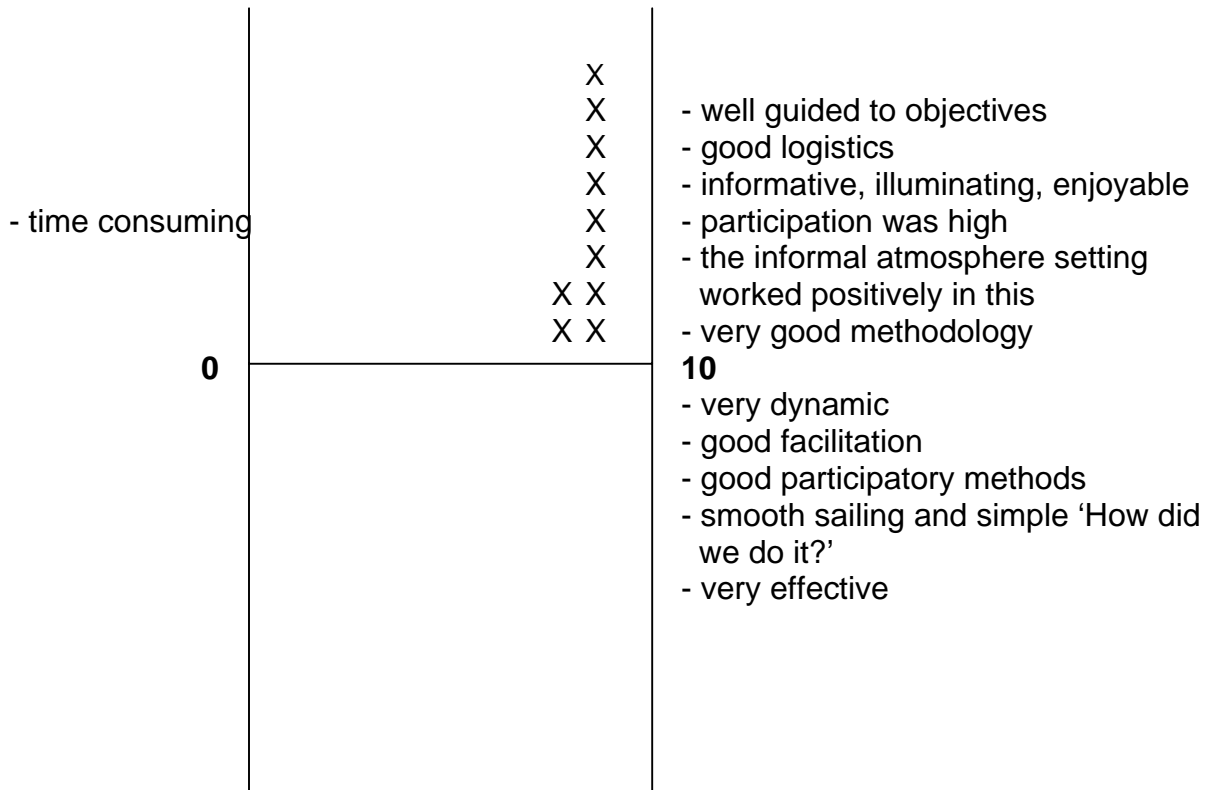 X
X
- well guided to objectives
X
- good logistics
X
- informative, illuminating, enjoyable
- time consuming
X
- participation was high
X
- the informal atmosphere setting
X X
worked positively in this
X X
- very good methodology
0
10
- very dynamic
- good facilitation
- good participatory methods
- smooth sailing and simple ‘How did
we do it?’
- very effective